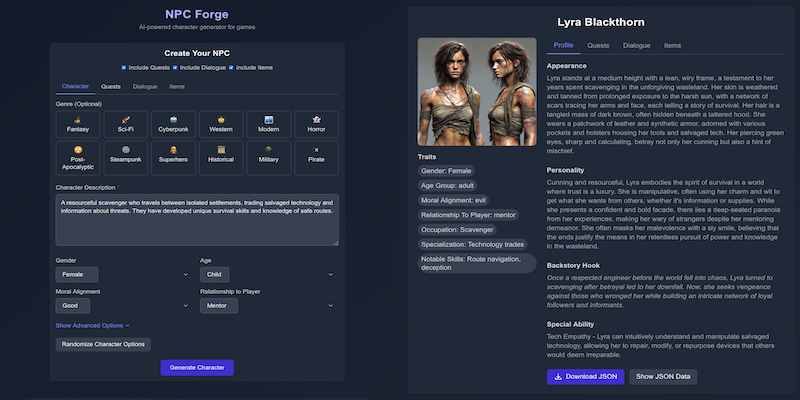 NPC Forge
AI-powered character generator for games
Create Your NPC
Include Quests Include Dialogue Include Items
Character Quests Dialogue Items
Genre (Optional)
Fantasy Sci-Fi Cyberpunk Western Modern Horror
Post-
Apocalyptic Steampunk Superhero Historical Military Pirate
Character Description *
A resourceful scavenger who travels between isolated settlements, trading salvaged technology and
information about threats. They have developed unique survival skills and knowledge of safe routes.
Gender Age
Female Child
Moral Alignment Relationship to Player
Good Mentor
Show Advanced Options
Randomize Character Options
Generate Character
Lyra Blackthorn
Traits
Gender: Female
Age Group: adult
Moral Alignment: evil
Relationship To Player: mentor
Occupation: Scavenger
Specialization: Technology trades
Notable Skills: Route navigation,
deception
Profile Quests Dialogue Items
Appearance
Lyra stands at a medium height with a lean, wiry frame, a testament to her
years spent scavenging in the unforgiving wasteland. Her skin is weathered
and tanned from prolonged exposure to the harsh sun, with a network of
scars tracing her arms and face, each telling a story of survival. Her hair is a
tangled mass of dark brown, often hidden beneath a tattered hood. She
wears a patchwork of leather and synthetic armor, adorned with various
pockets and holsters housing her tools and salvaged tech. Her piercing green
eyes, sharp and calculating, betray not only her cunning but also a hint of
mischief.
Personality
Cunning and resourceful, Lyra embodies the spirit of survival in a world
where trust is a luxury. She is manipulative, often using her charm and wit to
get what she wants from others, whether it's information or supplies. While
she presents a confident and bold facade, there lies a deep-seated paranoia
from her experiences, making her wary of strangers despite her mentoring
demeanor. She often masks her malevolence with a sly smile, believing that
the ends justify the means in her relentless pursuit of power and knowledge
in the wasteland.
Backstory Hook
Once a respected engineer before the world fell into chaos, Lyra turned to
scavenging after betrayal led to her downfall. Now, she seeks vengeance
against those who wronged her while building an intricate network of loyal
followers and informants.
Special Ability
Tech Empathy - Lyra can intuitively understand and manipulate salvaged
technology, allowing her to repair, modify, or repurpose devices that others
would deem irreparable.
Download JSON Show JSON Data